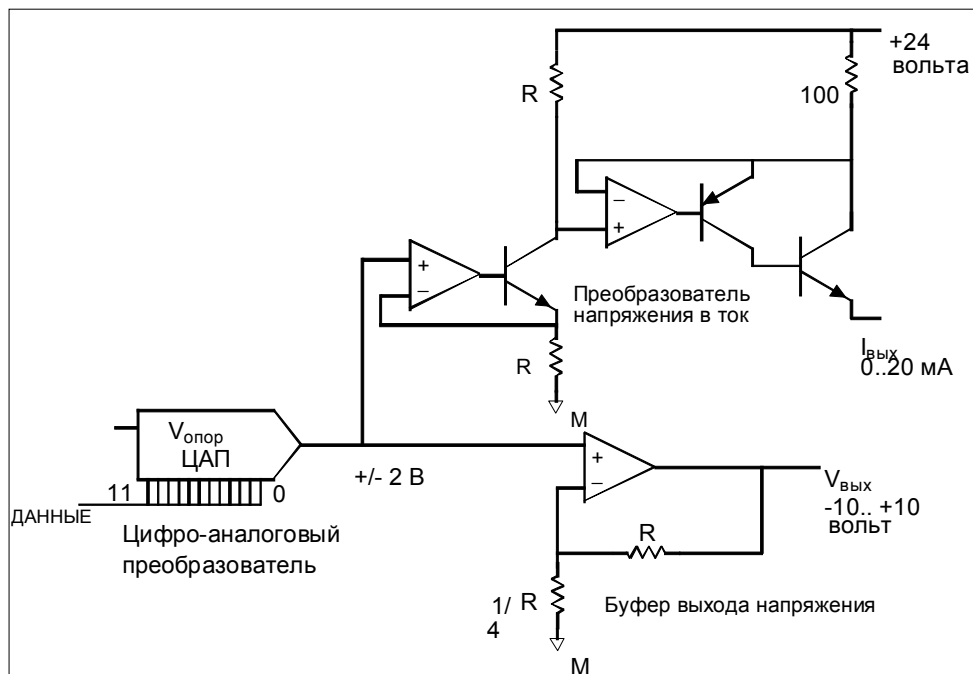 +24
вольта
R
100
−
+
+
−
Преобразователь
напряжения в ток
R
Iвых
0..20 мА
M
Vопор
ЦАП
+
−
+/- 2 В
Vвых
-10.. +10
вольт
11
0
ДАННЫЕ
Цифро-аналоговый
преобразователь
R
1/
4
R
Буфер выхода напряжения
M